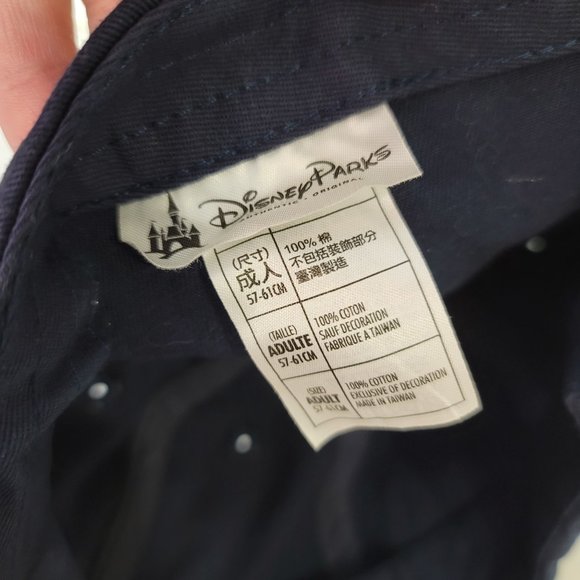 Disney Parks
AUTHENTIC • ORIGINAL
(尺寸)
成人
57-61CM
100% 棉
不包括裝飾部分
臺灣製造
(TAILLE)
ADULTE
57-61CM
100% COTON
SAUF DECORATION
FABRIQUE A TAIWAN
(SIZE)
ADULT
57-61CM
100% COTTON
EXCLUSIVE OF DECORATION
MADE IN TAIWAN